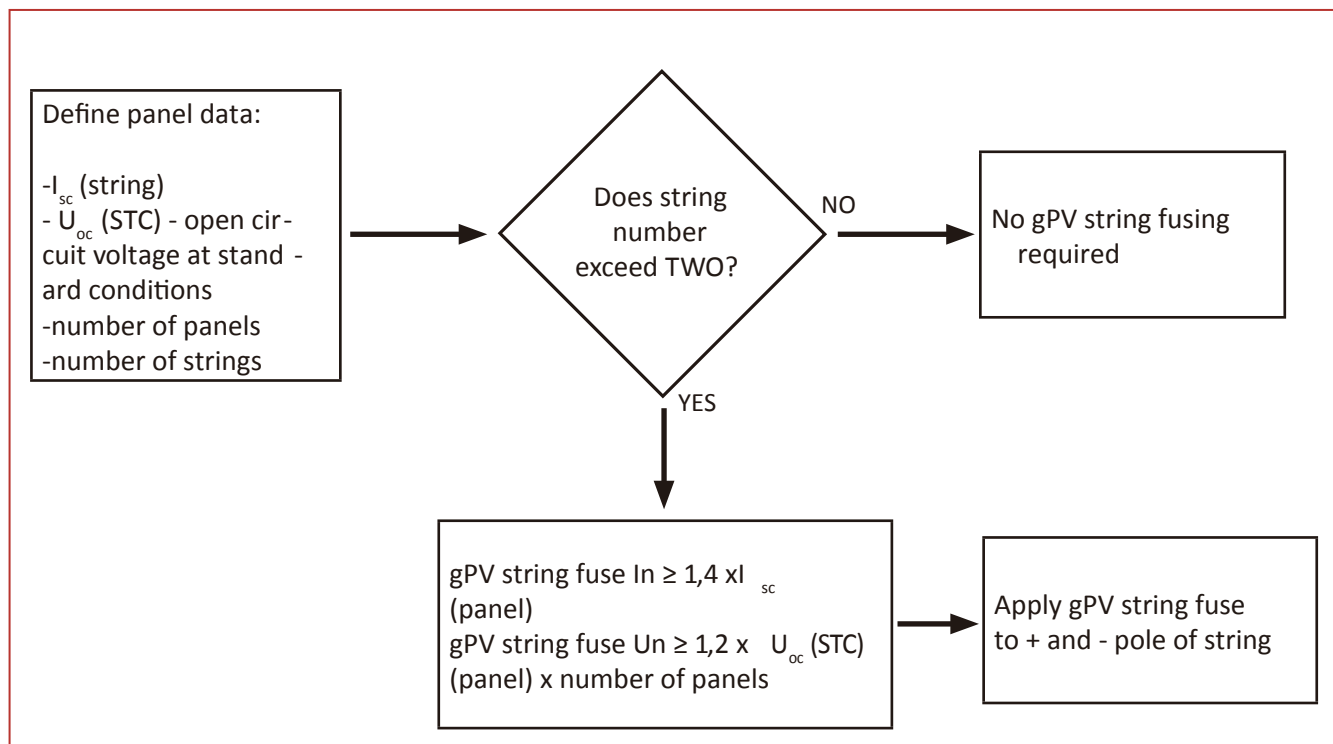 Define panel data:
-Isc (string)
- Uoc (STC) - open cir-
cuit voltage at stand -
ard conditions
-number of panels
-number of strings
Does string
number
exceed TWO?
NO
No gPV string fusing
required
YES
gPV string fuse In ≥ 1,4 xI sc
(panel)
gPV string fuse Un ≥ 1,2 x Uoc (STC)
(panel) x number of panels
Apply gPV string fuse
to + and - pole of string